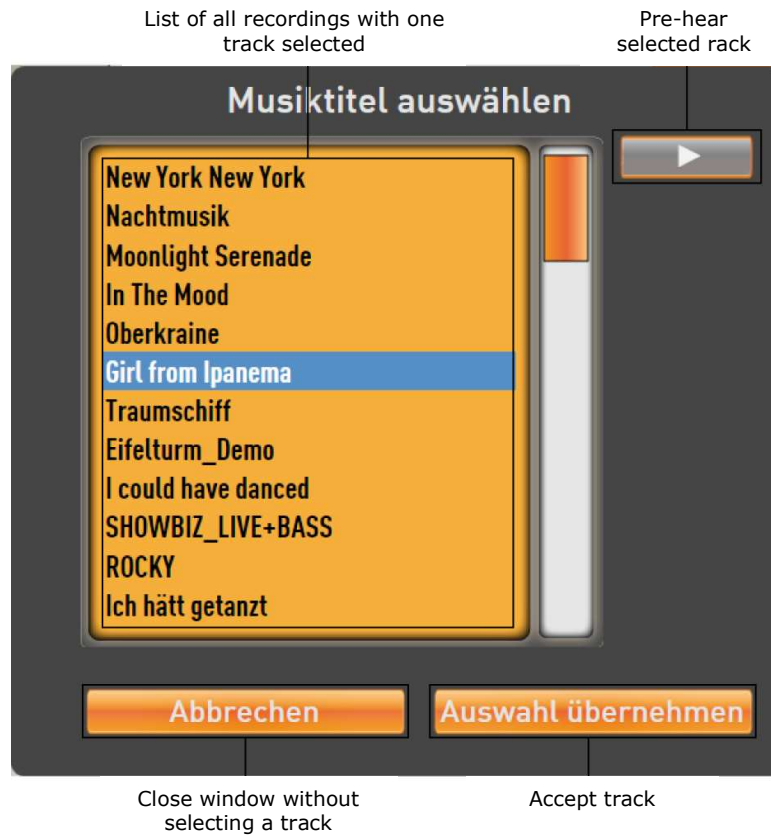 List of all recordings with one
track selected
Pre-hear
selected rack
Musiktitel auswählen
New York New York
Nachtmusik
Moonlight Serenade
In The Mood
Oberkraine
Girl from Ipanema
Traumschiff
Eifelturm_Demo
I could have danced
SHOWBIZ_LIVE+BASS
ROCKY
Ich hätt getanzt
Abbrechen
Auswahl übernehmen
Close window without
selecting a track
Accept track